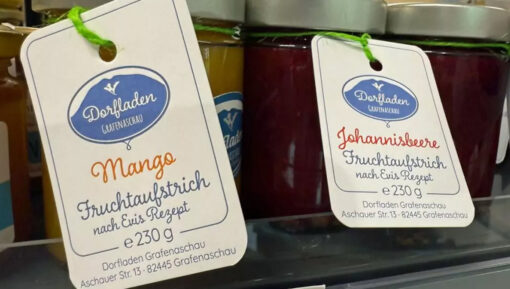 Dorfladen
GRAFENASCHAU
Mango
Fruchtaufstrich
nach Evis Rezept
e 230 g
Dorfladen Grafenaschau
Aschauer Str. 13 · 82445 Grafenaschau
Dorfladen
GRAFENASCHAU
Johannisbeere
Fruchtaufstrich
nach Evis Rezept
e 230 g
Dorfladen Grafenaschau
Aschauer Str. 13 · 82445 Grafenaschau